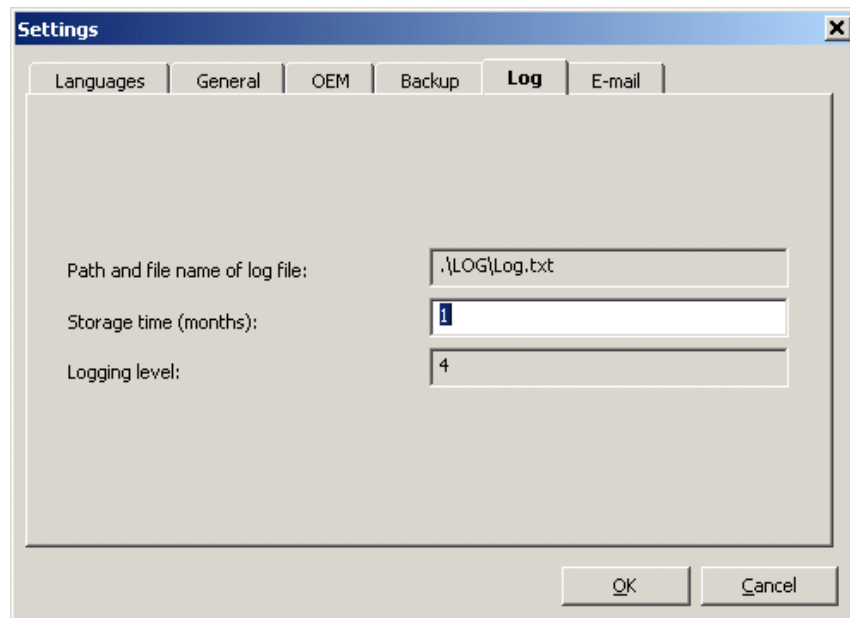 Settings
Languages General OEM Backup Log E-mail
Path and file name of log file: .\LOG\Log.txt
Storage time (months): 1
Logging level: 4
OK Cancel